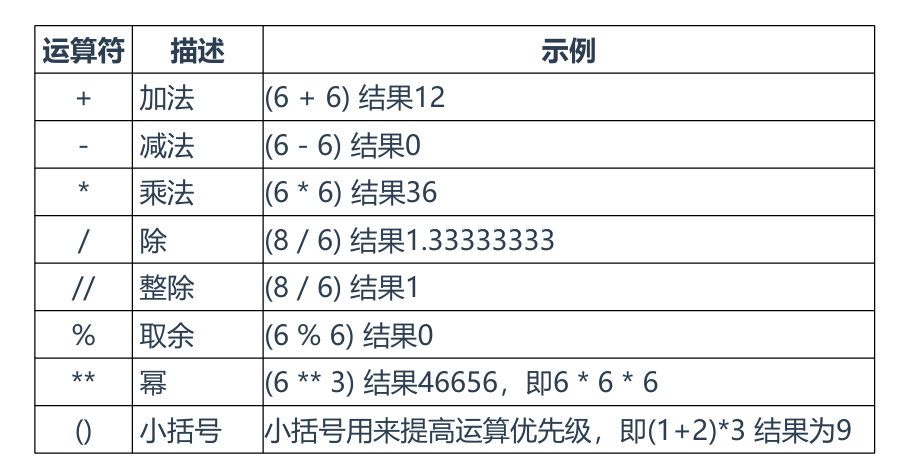 运算符 描述 示例
+ 加法 (6 + 6) 结果12
- 减法 (6 - 6) 结果0
* 乘法 (6 * 6) 结果36
/ 除 (8 / 6) 结果1.33333333
// 整除 (8 / 6) 结果1
% 取余 (6 % 6) 结果0
** 幂 (6 ** 3) 结果46656，即6 * 6 * 6
() 小括号 小括号用来提高运算优先级，即(1+2)*3 结果为9